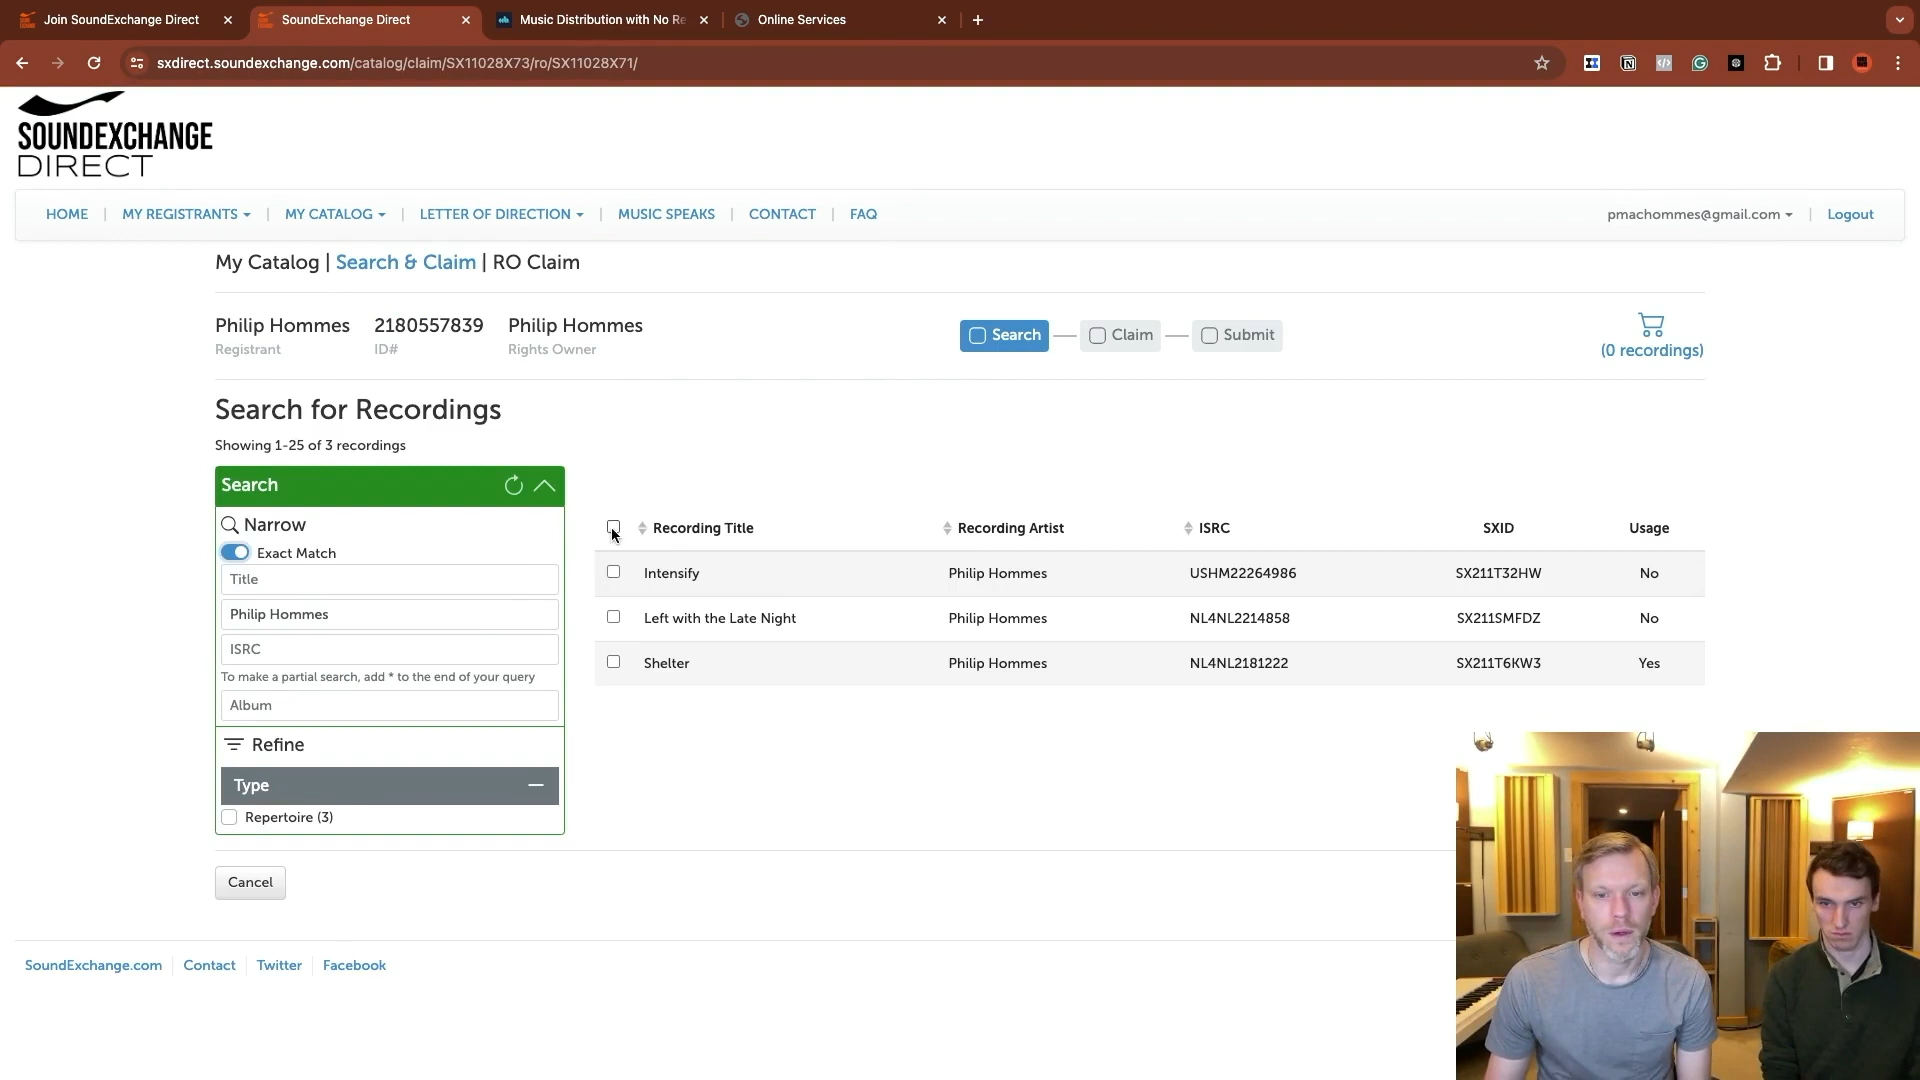 Join SoundExchange Direct
SoundExchange Direct
Music Distribution with No Re
Online Services
sxdirect.soundexchange.com/catalog/claim/SX11028X73/ro/SX11028X71/
SOUNDEXCHANGE
DIRECT
HOME | MY REGISTRANTS | MY CATALOG | LETTER OF DIRECTION | MUSIC SPEAKS | CONTACT | FAQ
pmachommes@gmail.com | Logout
My Catalog | Search & Claim | RO Claim
Philip Hommes 2180557839 Philip Hommes
Registrant ID# Rights Owner
Search Claim Submit
(0 recordings)
Search for Recordings
Showing 1-25 of 3 recordings
Search
Narrow
Exact Match
Title
Philip Hommes
ISRC
To make a partial search, add * to the end of your query
Album
Refine
Type
Repertoire (3)
Recording Title Recording Artist ISRC SXID Usage
Intensify Philip Hommes USHM22264986 SX211T32HW No
Left with the Late Night Philip Hommes NL4NL2214858 SX211SMFDZ No
Shelter Philip Hommes NL4NL2181222 SX211T6KW3 Yes
Cancel
SoundExchange.com Contact Twitter Facebook